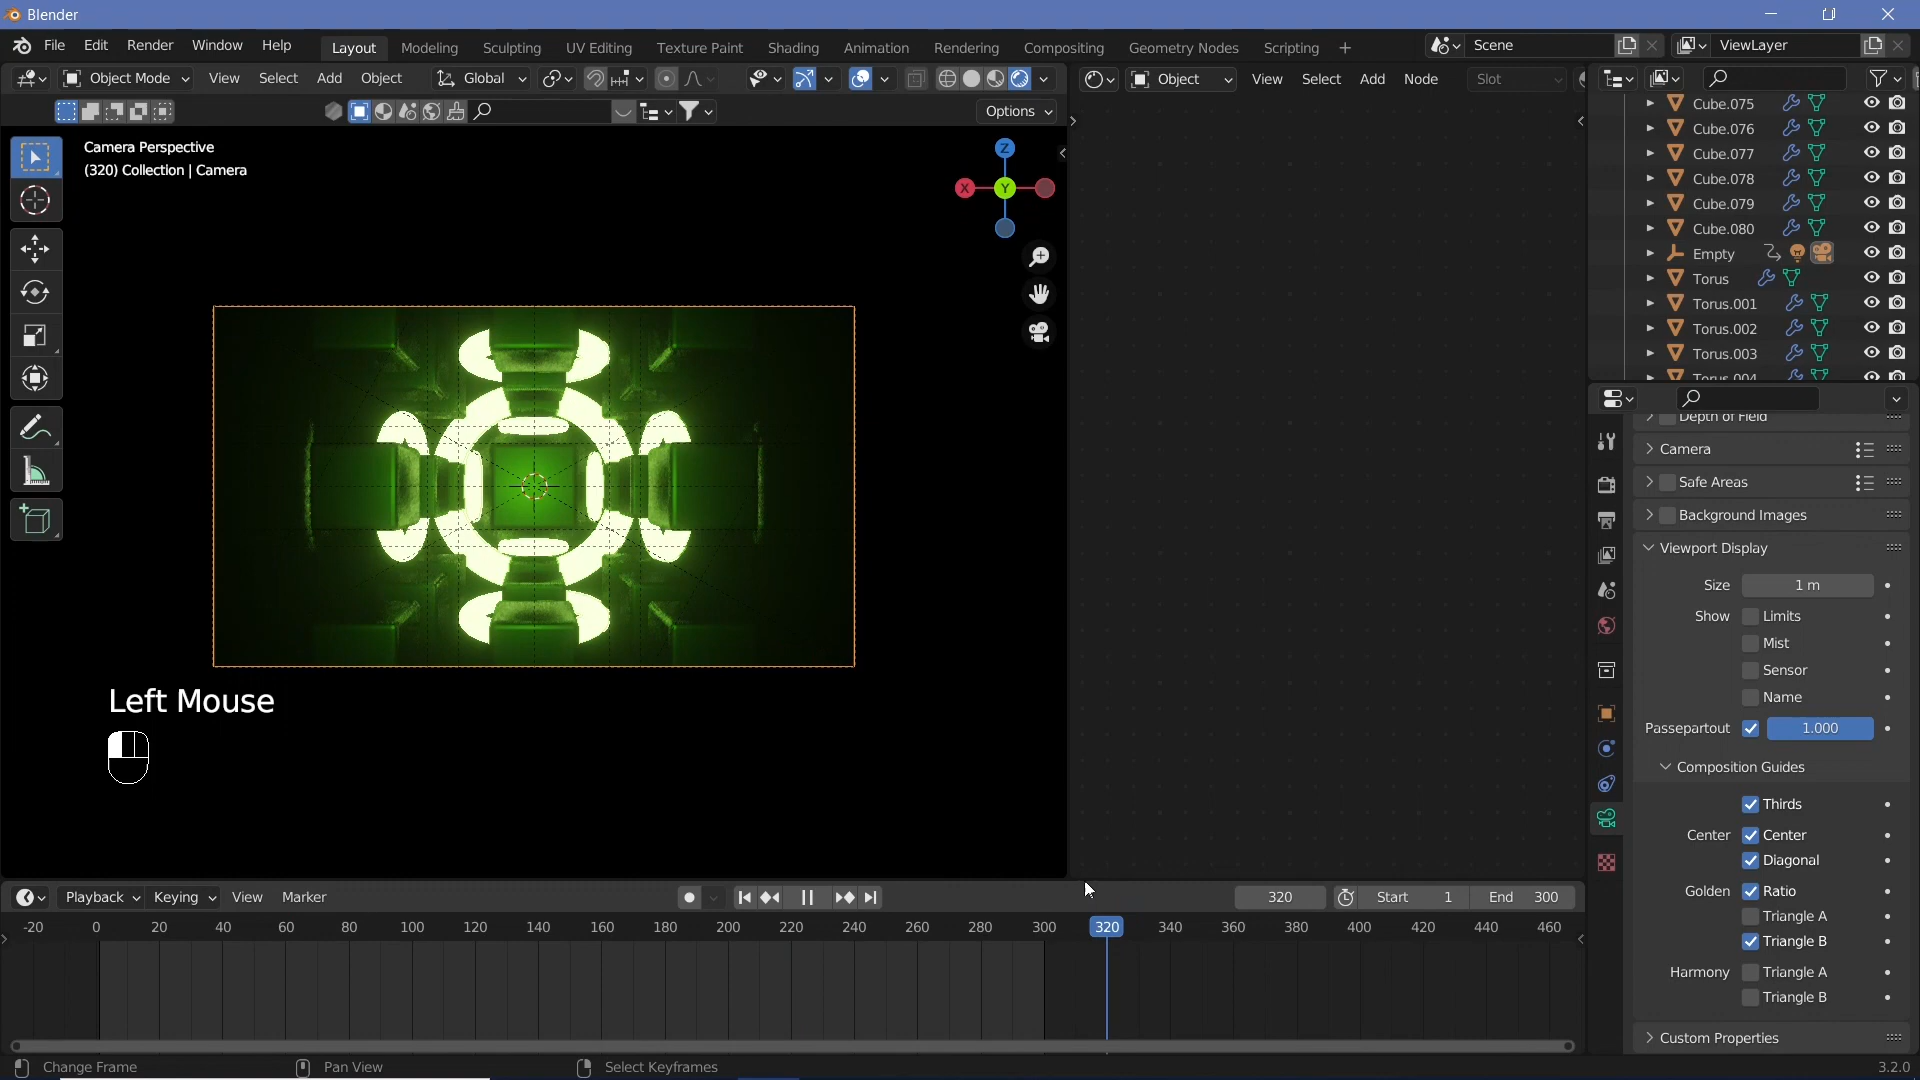 Blender
File Edit Render Window Help Layout Modeling Sculpting UV Editing Texture Paint Shading Animation Rendering Compositing Geometry Nodes Scripting + Scene ViewLayer
Object Mode View Select Add Object Global Object View Select Add Node Slot
Options
Camera Perspective
(320) Collection | Camera
Z
X
Y
Cube.075
Cube.076
Cube.077
Cube.078
Cube.079
Cube.080
Empty
Torus
Torus.001
Torus.002
Torus.003
Torus.004
Depth of Field
Camera
Safe Areas
Background Images
Viewport Display
Size 1 m
Show Limits
Mist
Sensor
Name
Passepartout 1.000
Composition Guides
Thirds
Center Center
Diagonal
Golden Ratio
Triangle A
Triangle B
Harmony Triangle A
Triangle B
Custom Properties
Left Mouse
Playback Keying View Marker 320 Start 1 End 300
-20 0 20 40 60 80 100 120 140 160 180 200 220 240 260 280 300 320 340 360 380 400 420 440 460
Change Frame Pan View Select Keyframes 3.2.0